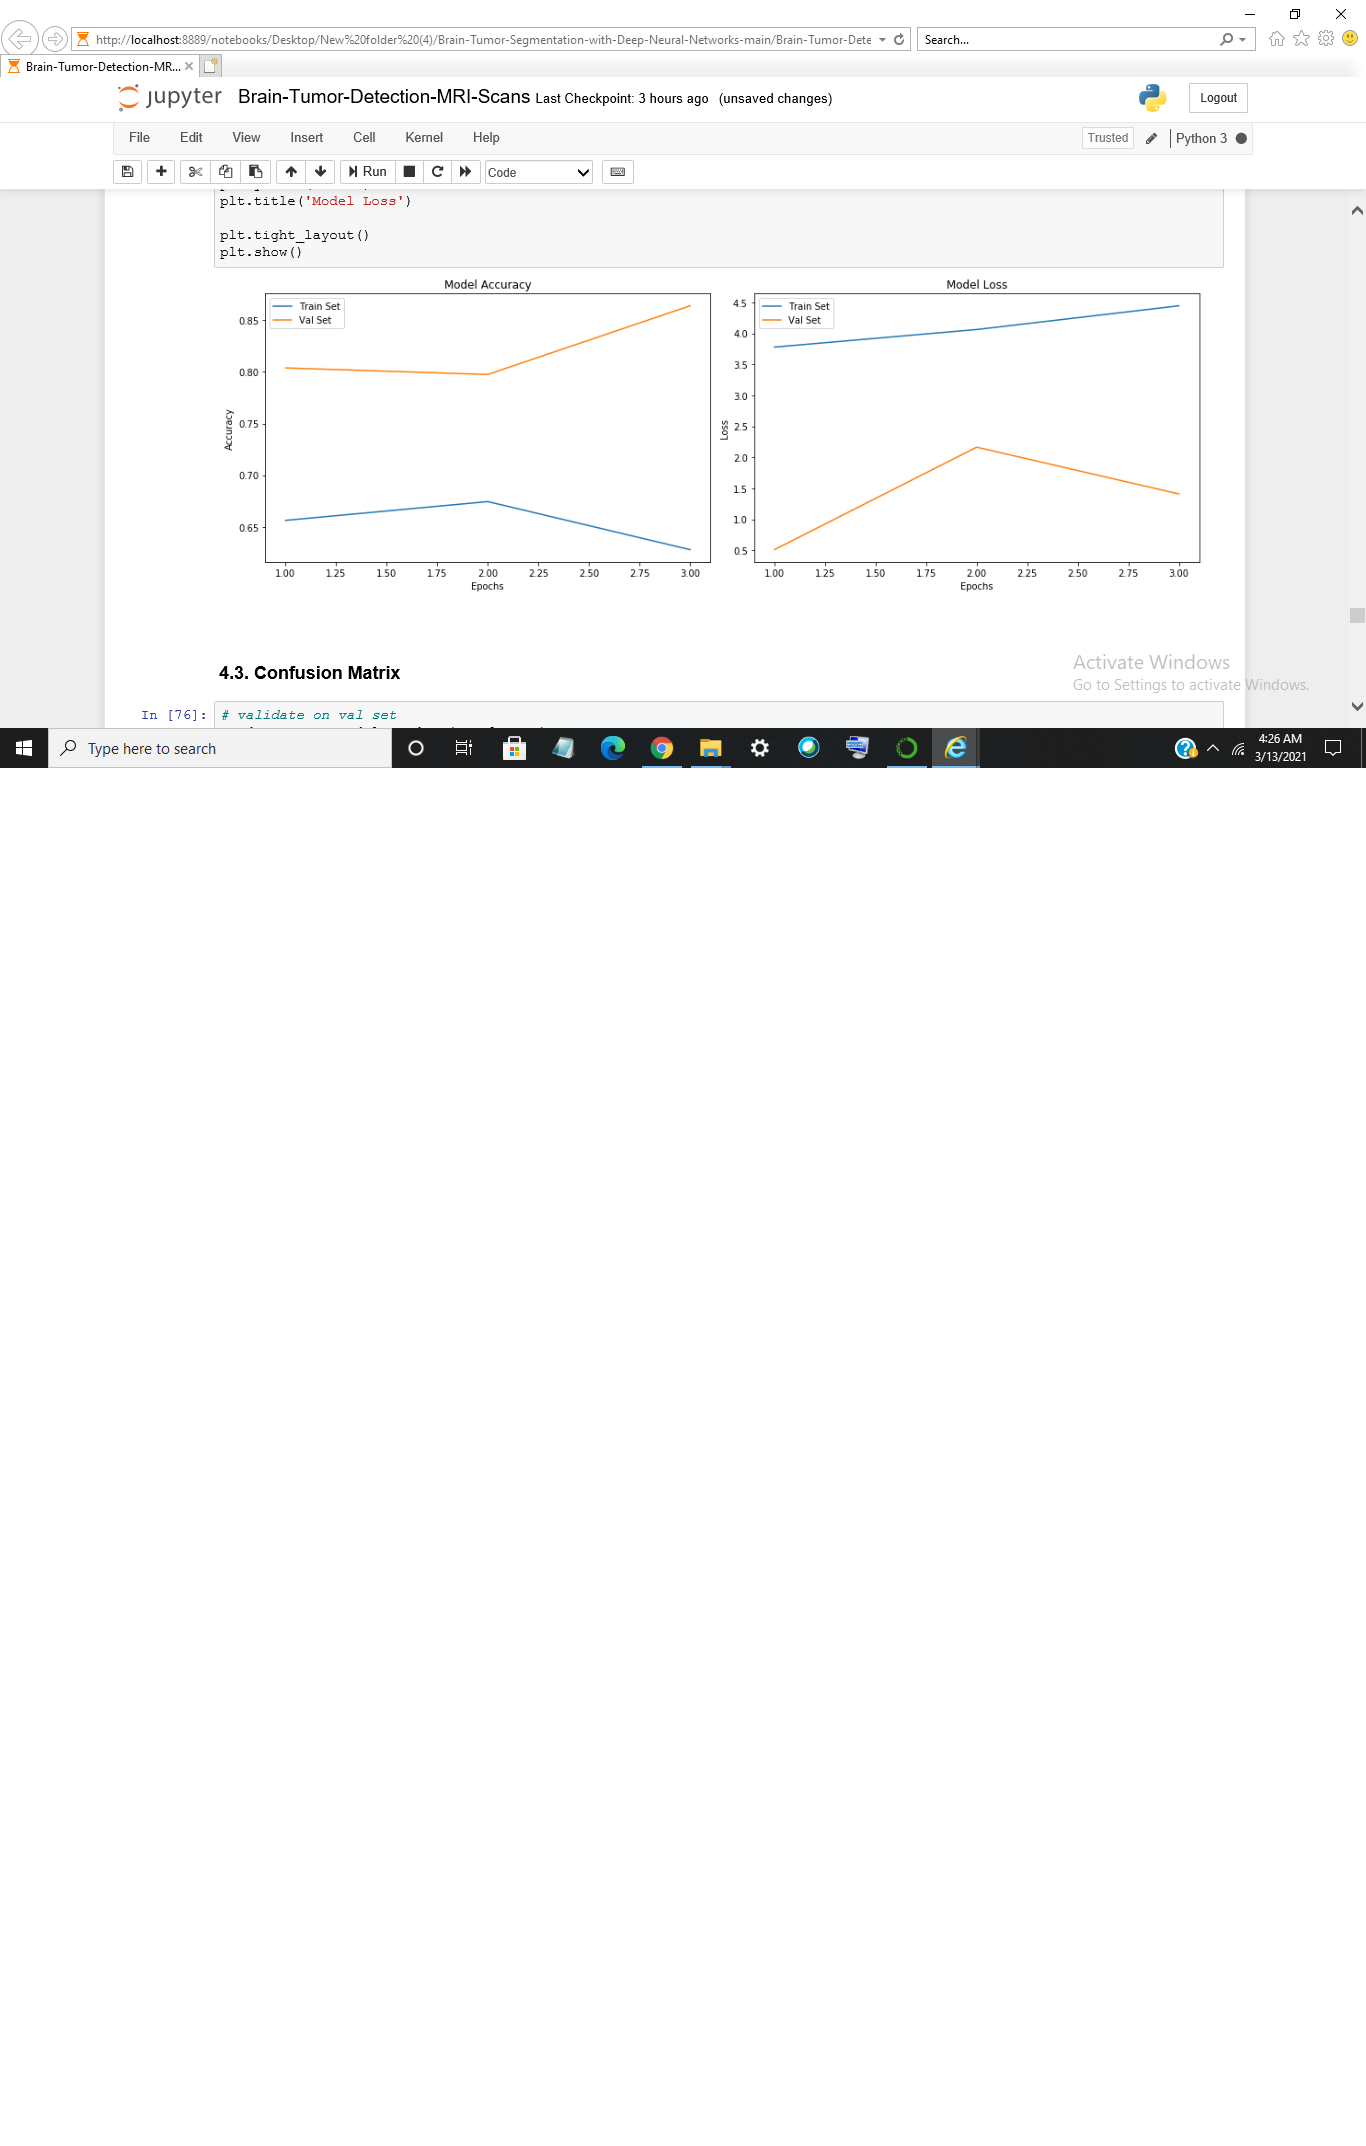 http://localhost:8889/notebooks/Desktop/New%20folder%20(4)/Brain-Tumor-Segmentation-with-Deep-Neural-Networks-main/Brain-Tumor-Dete
Search...
Brain-Tumor-Detection-MR...
jupyter Brain-Tumor-Detection-MRI-Scans Last Checkpoint: 3 hours ago (unsaved changes)
Logout
File Edit View Insert Cell Kernel Help
Trusted Python 3
Run Code
plt.title('Model Loss')
plt.tight_layout()
plt.show()
Model Accuracy
Train Set
Val Set
0.85
0.80
0.75
0.70
0.65
Accuracy
1.00 1.25 1.50 1.75 2.00 2.25 2.50 2.75 3.00
Epochs
Model Loss
Train Set
Val Set
4.5
4.0
3.5
3.0
2.5
2.0
1.5
1.0
0.5
Loss
1.00 1.25 1.50 1.75 2.00 2.25 2.50 2.75 3.00
Epochs
4.3. Confusion Matrix
Activate Windows
Go to Settings to activate Windows.
In [76]: # validate on val set
Type here to search
4:26 AM
3/13/2021